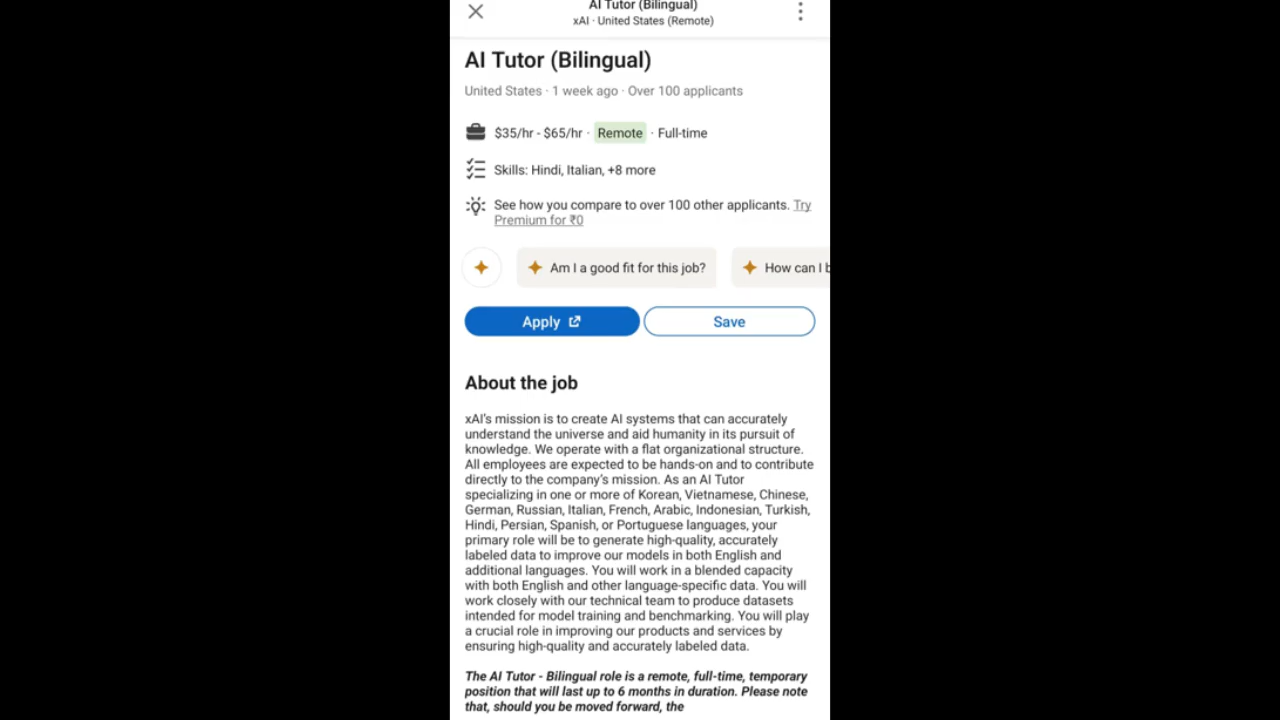 AI Tutor (Bilingual)
xAI · United States (Remote)
AI Tutor (Bilingual)
United States · 1 week ago · Over 100 applicants
$35/hr - $65/hr · Remote · Full-time
Skills: Hindi, Italian, +8 more
See how you compare to over 100 other applicants. Try
Premium for ₹0
Am I a good fit for this job?
How can I b
Apply
Save
About the job
xAI's mission is to create AI systems that can accurately
understand the universe and aid humanity in its pursuit of
knowledge. We operate with a flat organizational structure.
All employees are expected to be hands-on and to contribute
directly to the company's mission. As an AI Tutor
specializing in one or more of Korean, Vietnamese, Chinese,
German, Russian, Italian, French, Arabic, Indonesian, Turkish,
Hindi, Persian, Spanish, or Portuguese languages, your
primary role will be to generate high-quality, accurately
labeled data to improve our models in both English and
additional languages. You will work in a blended capacity
with both English and other language-specific data. You will
work closely with our technical team to produce datasets
intended for model training and benchmarking. You will play
a crucial role in improving our products and services by
ensuring high-quality and accurately labeled data.
The AI Tutor - Bilingual role is a remote, full-time, temporary
position that will last up to 6 months in duration. Please note
that, should you be moved forward, the